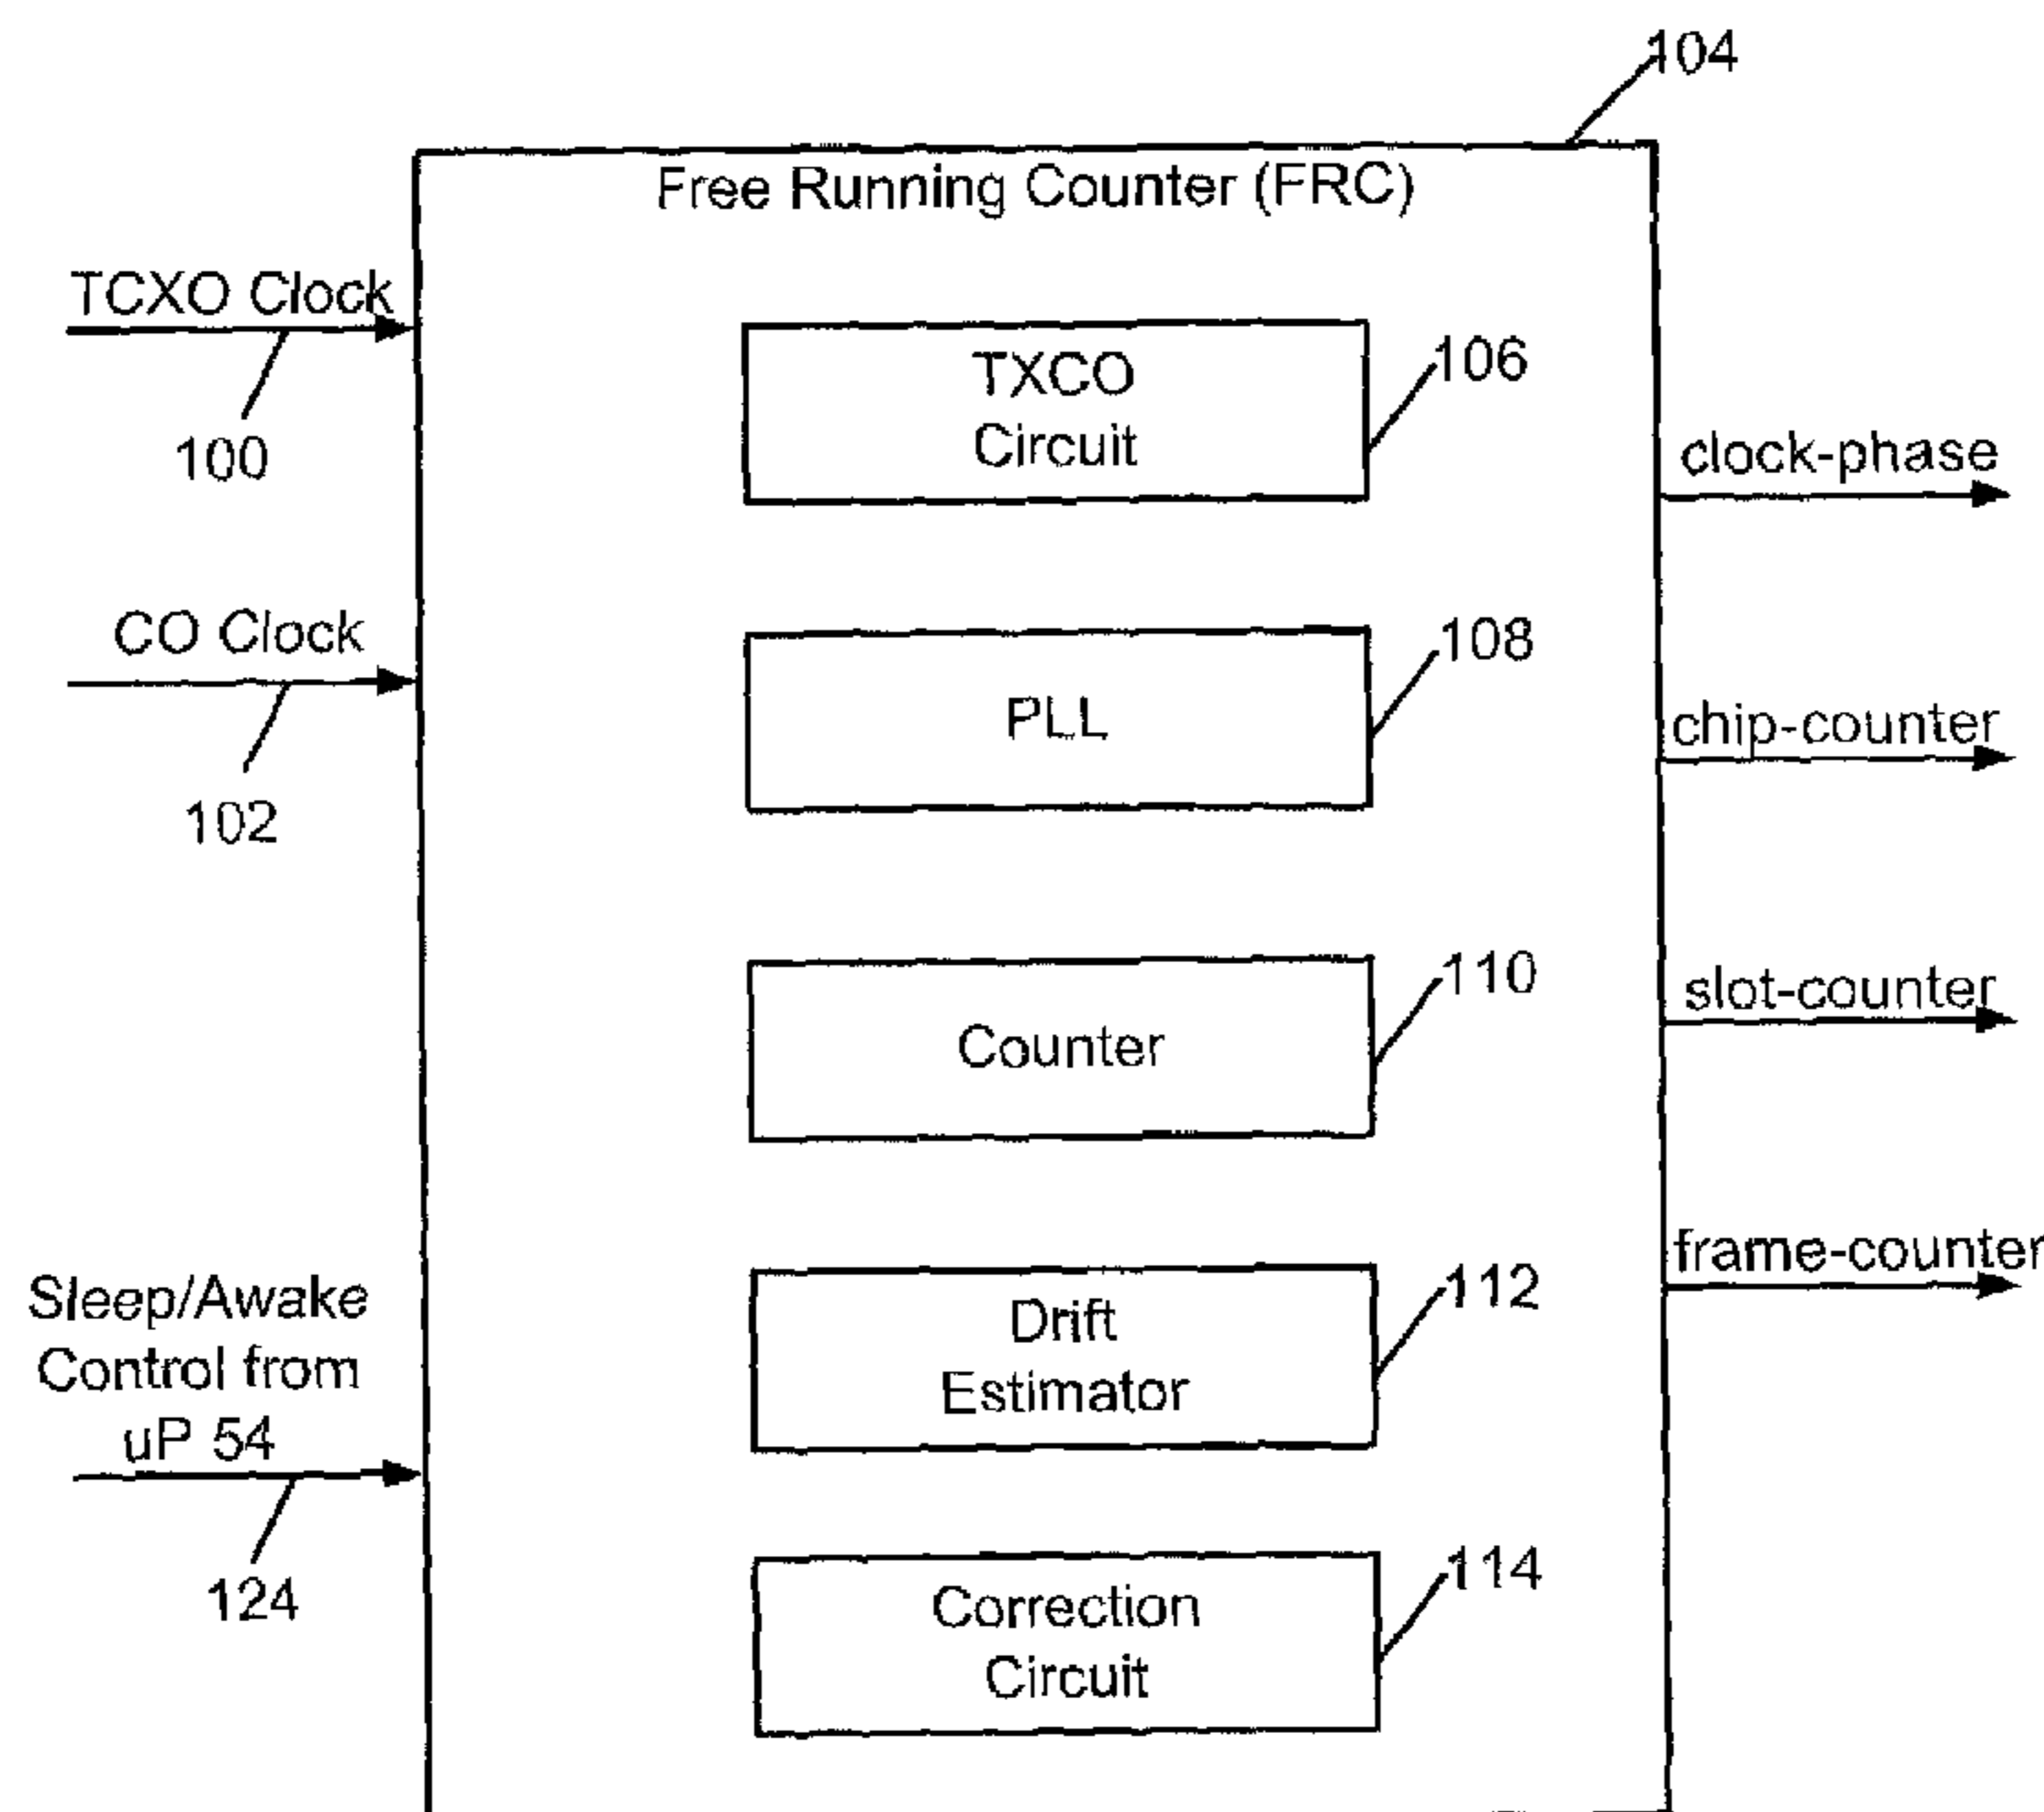 104
Free Running Counter (FRC)
TCXO Clock
100
TXCO
Circuit
106
clock-phase
CO Clock
102
PLL
108
chip-counter
Counter
110
slot-counter
frame-counter
Sleep/Awake
Control from
uP 54
124
Drift
Estimator
112
Correction
Circuit
114